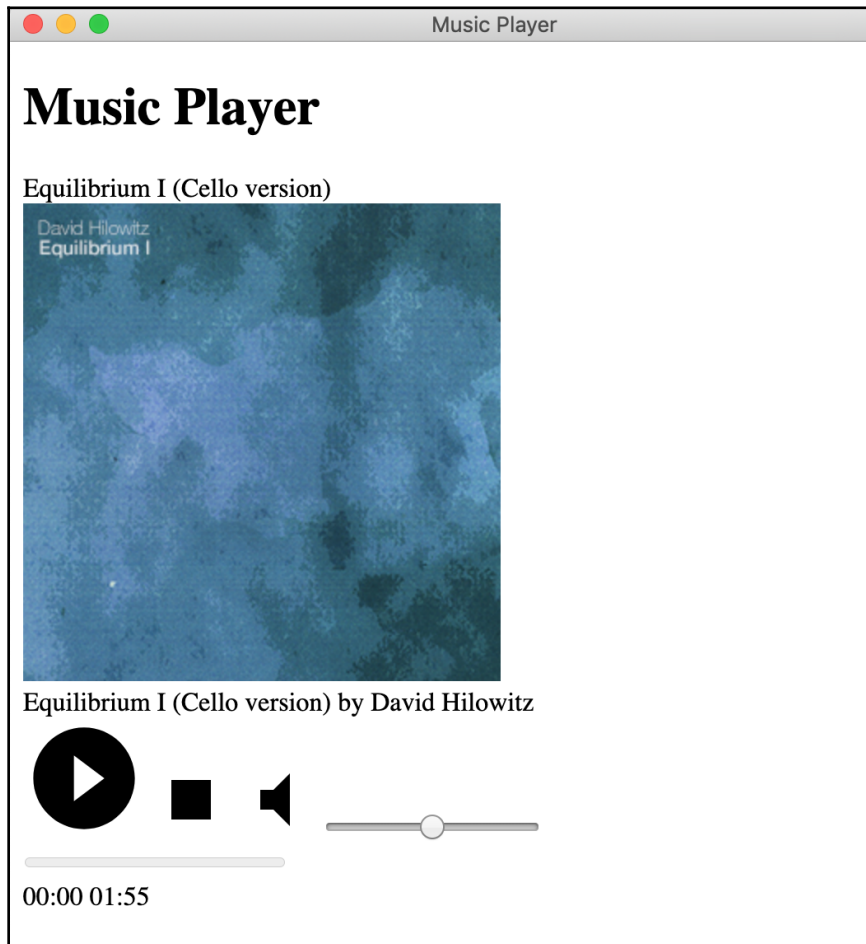 Music Player
Music Player
Equilibrium I (Cello version)
David Hilowitz
Equilibrium I
Equilibrium I (Cello version) by David Hilowitz
00:00 01:55